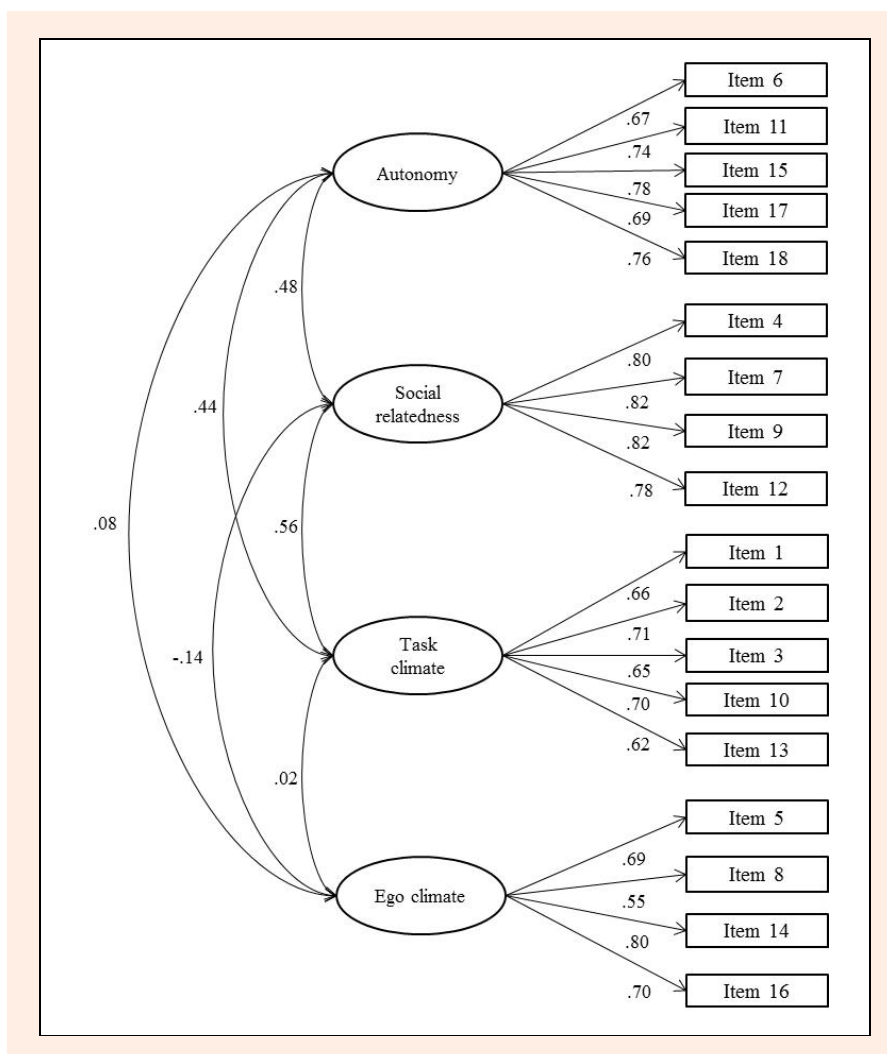 Item 6
.67
Item 11
.74
Item 15
Autonomy
.78
Item 17
.69
Item 18
.76
.48
Item 4
.80
Item 7
Social
relatedness
.82
Item 9
.82
Item 12
.78
.44
.08
.56
Item 1
.66
Item 2
.71
Task
climate
Item 3
.65
Item 10
.70
Item 13
.62
-.14
.02
Item 5
.69
Item 8
Ego climate
.55
Item 14
.80
Item 16
.70